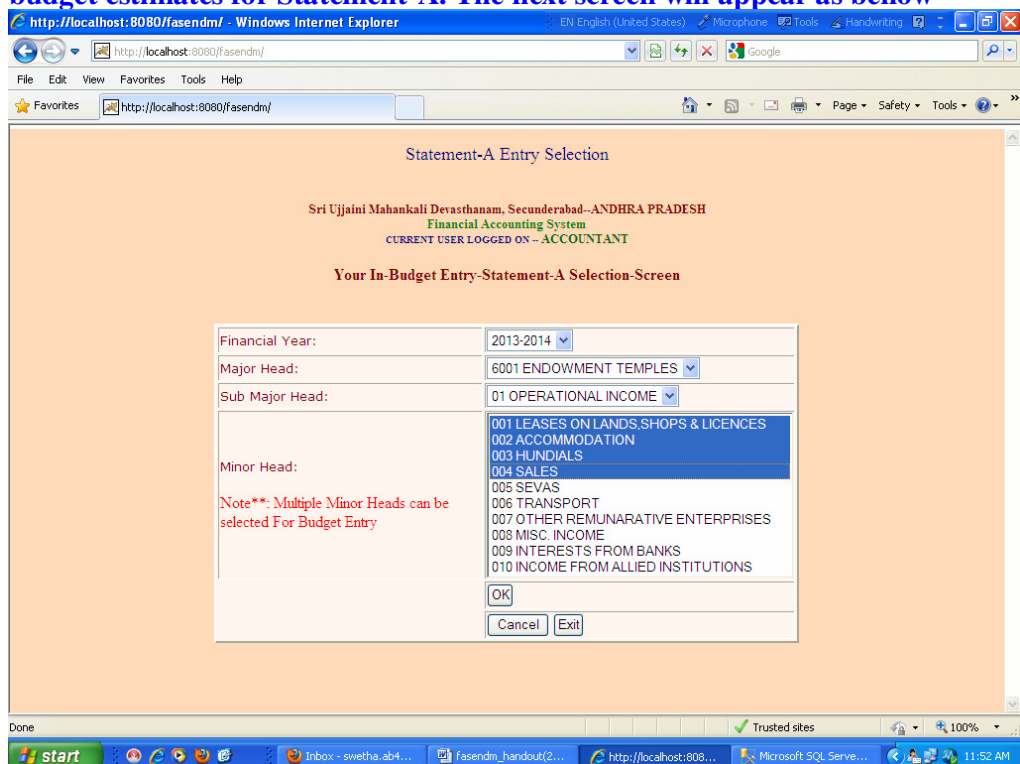 budget estimates for Statement-A. The next screen will appear as below
http://localhost:8080/fasendm/ - Windows Internet Explorer
EN English (United States) Microphone Tools Handwriting
http://localhost:8080/fasendm/
Google
File Edit View Favorites Tools Help
Favorites http://localhost:8080/fasendm/ Page Safety Tools
Statement-A Entry Selection
Sri Ujjaini Mahankali Devasthanam, Secunderabad--ANDHRA PRADESH
Financial Accounting System
CURRENT USER LOGGED ON -- ACCOUNTANT
Your In-Budget Entry-Statement-A Selection-Screen
Financial Year: 2013-2014
Major Head: 6001 ENDOWMENT TEMPLES
Sub Major Head: 01 OPERATIONAL INCOME
001 LEASES ON LANDS,SHOPS & LICENCES
002 ACCOMMODATION
003 HUNDIALS
004 SALES
005 SEVAS
006 TRANSPORT
007 OTHER REMUNARATIVE ENTERPRISES
008 MISC. INCOME
009 INTERESTS FROM BANKS
010 INCOME FROM ALLIED INSTITUTIONS
Minor Head:
Note**: Multiple Minor Heads can be
selected For Budget Entry
OK
Cancel Exit
Done Trusted sites 100%
start Inbox - swetha.ab4... fasendm_handout(2... http://localhost:808... Microsoft SQL Serve... 11:52 AM